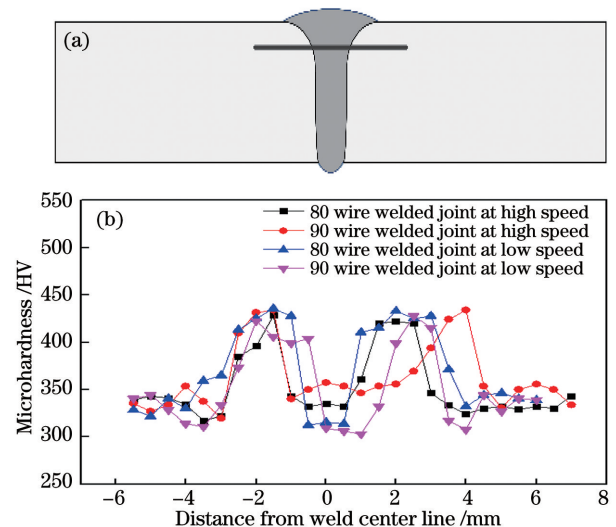 (a)
(b)
80 wire welded joint at high speed
90 wire welded joint at high speed
80 wire welded joint at low speed
90 wire welded joint at low speed
Microhardness /HV
550
500
450
400
350
300
250
−6 −4 −2 0 2 4 6 8
Distance from weld center line /mm